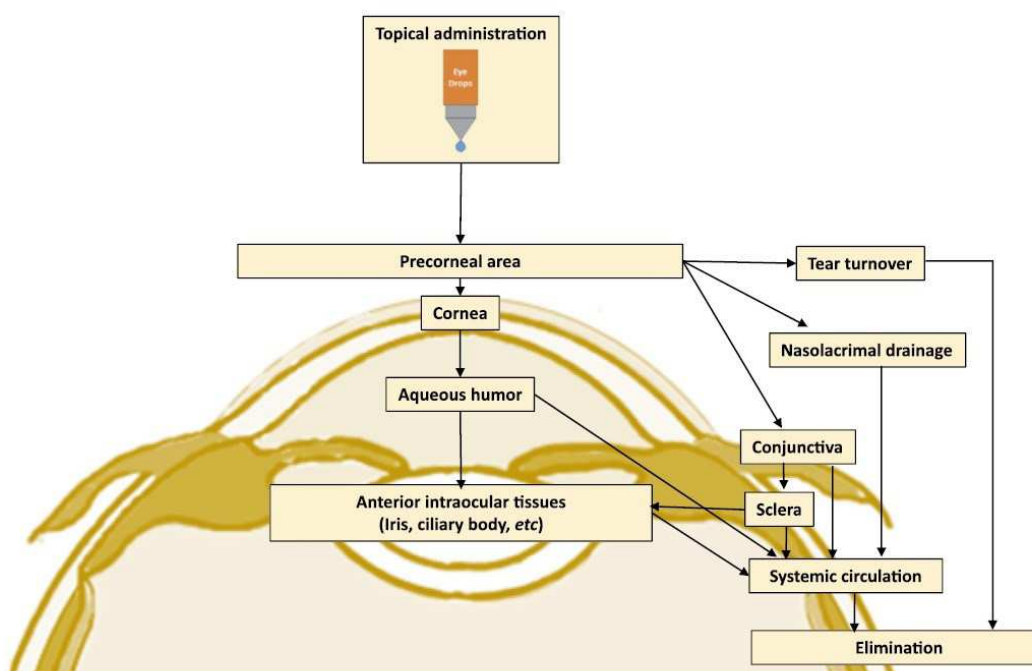 Topical administration
Eye
Drops
Precorneal area
Tear turnover
Cornea
Nasolacrimal drainage
Aqueous humor
Conjunctiva
Anterior intraocular tissues
(Iris, ciliary body, etc)
Sclera
Systemic circulation
Elimination